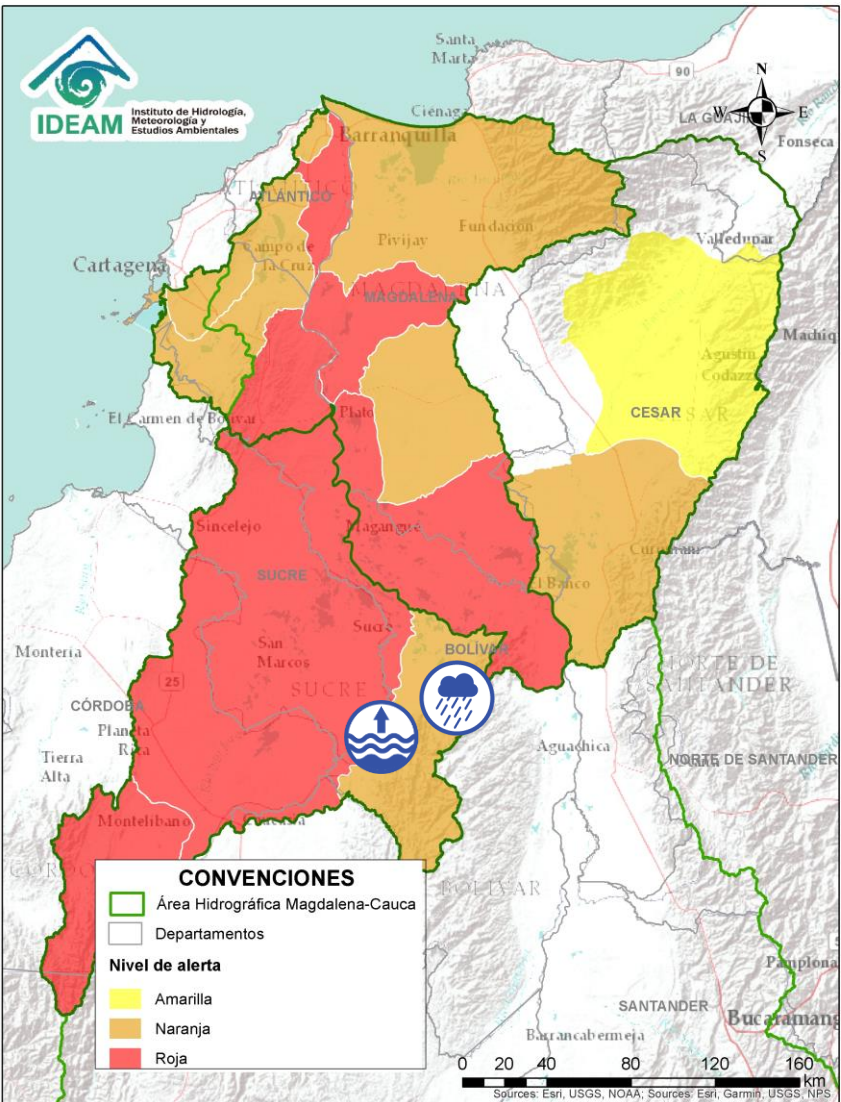 IDEAM
Instituto de Hidrología,
Meteorología y
Estudios Ambientales
Santa
Marta
90
N
W
E
S
LA GUAJIRA
Fonseca
Ciénaga
Barranquilla
ATLÁNTICO
Campo de
la Cruz
Pivijay
Fundación
Valledupar
Cartagena
MAGDALENA
Agustín
Codazzi
CESAR
El Carmen de Bolívar
Plato
Sincelejo
Magangué
SUCRE
El Banco
Sucre
BOLÍVAR
Montería
San
Marcos
SUCRE
25
CÓRDOBA
Planeta
Rica
Tierra
Alta
NORTE DE
SANTANDER
Aguachica
NORTE DE SANTANDER
Montelíbano
BOLÍVAR
CONVENCIONES
Área Hidrográfica Magdalena-Cauca
Departamentos
Nivel de alerta
Amarilla
Naranja
Roja
Pamplona
SANTANDER
Bucaramang
Barrancabermeja
0 20 40 80 120 160
km
Sources: Esri, USGS, NOAA; Sources: Esri, Garmin, USGS, NPS